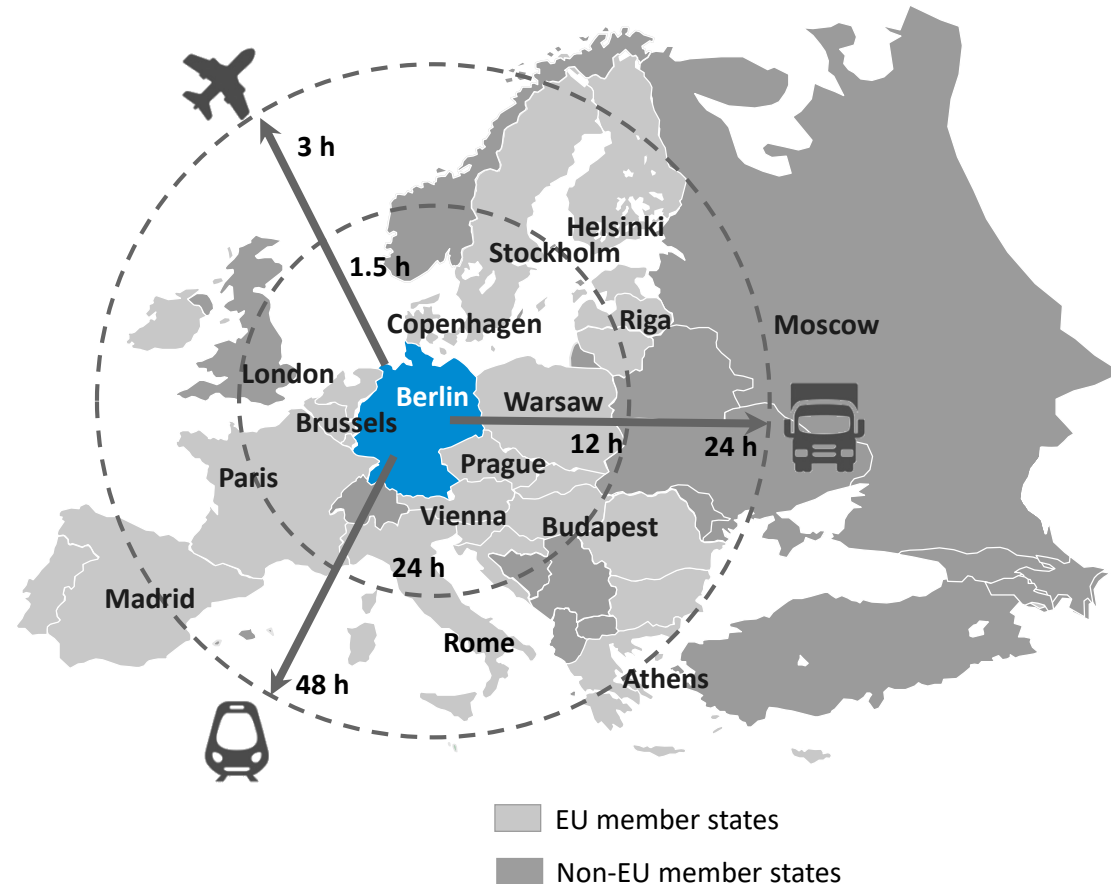 3 h
Helsinki
Stockholm
1.5 h
Copenhagen
Riga
Moscow
London
Berlin
Warsaw
Brussels
12 h
24 h
Paris
Prague
Vienna
Budapest
24 h
Madrid
Rome
48 h
Athens
EU member states
Non-EU member states